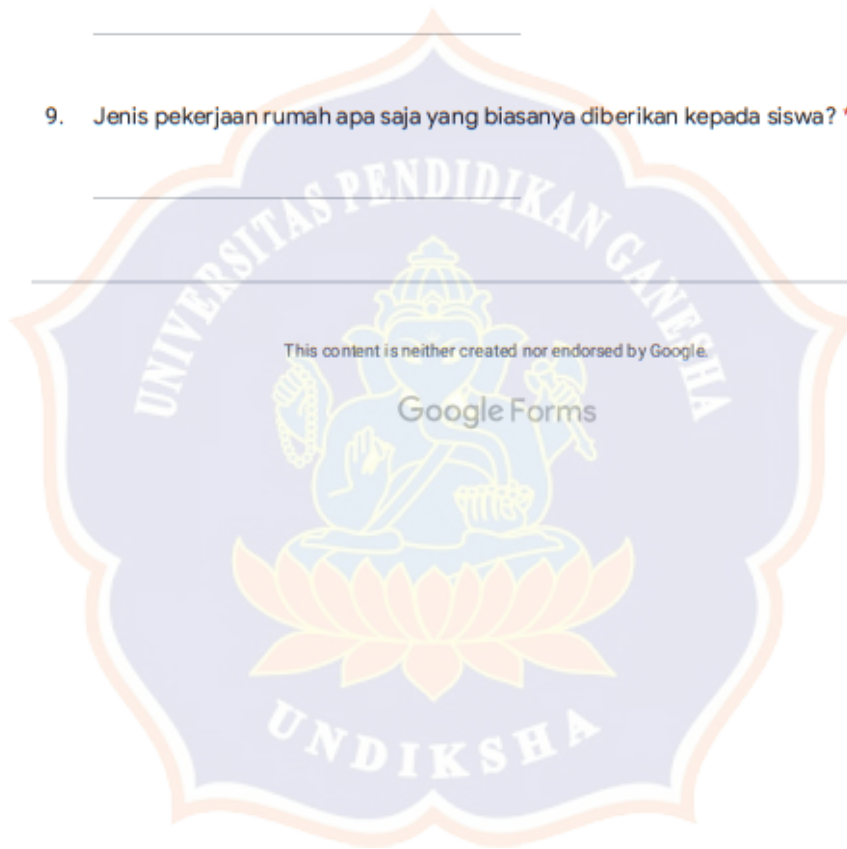 9. Jenis pekerjaan rumah apa saja yang biasanya diberikan kepada siswa? *
UNIVERSITAS PENDIDIKAN GANESHA
This content is neither created nor endorsed by Google.
Google Forms
UNDIKSHA